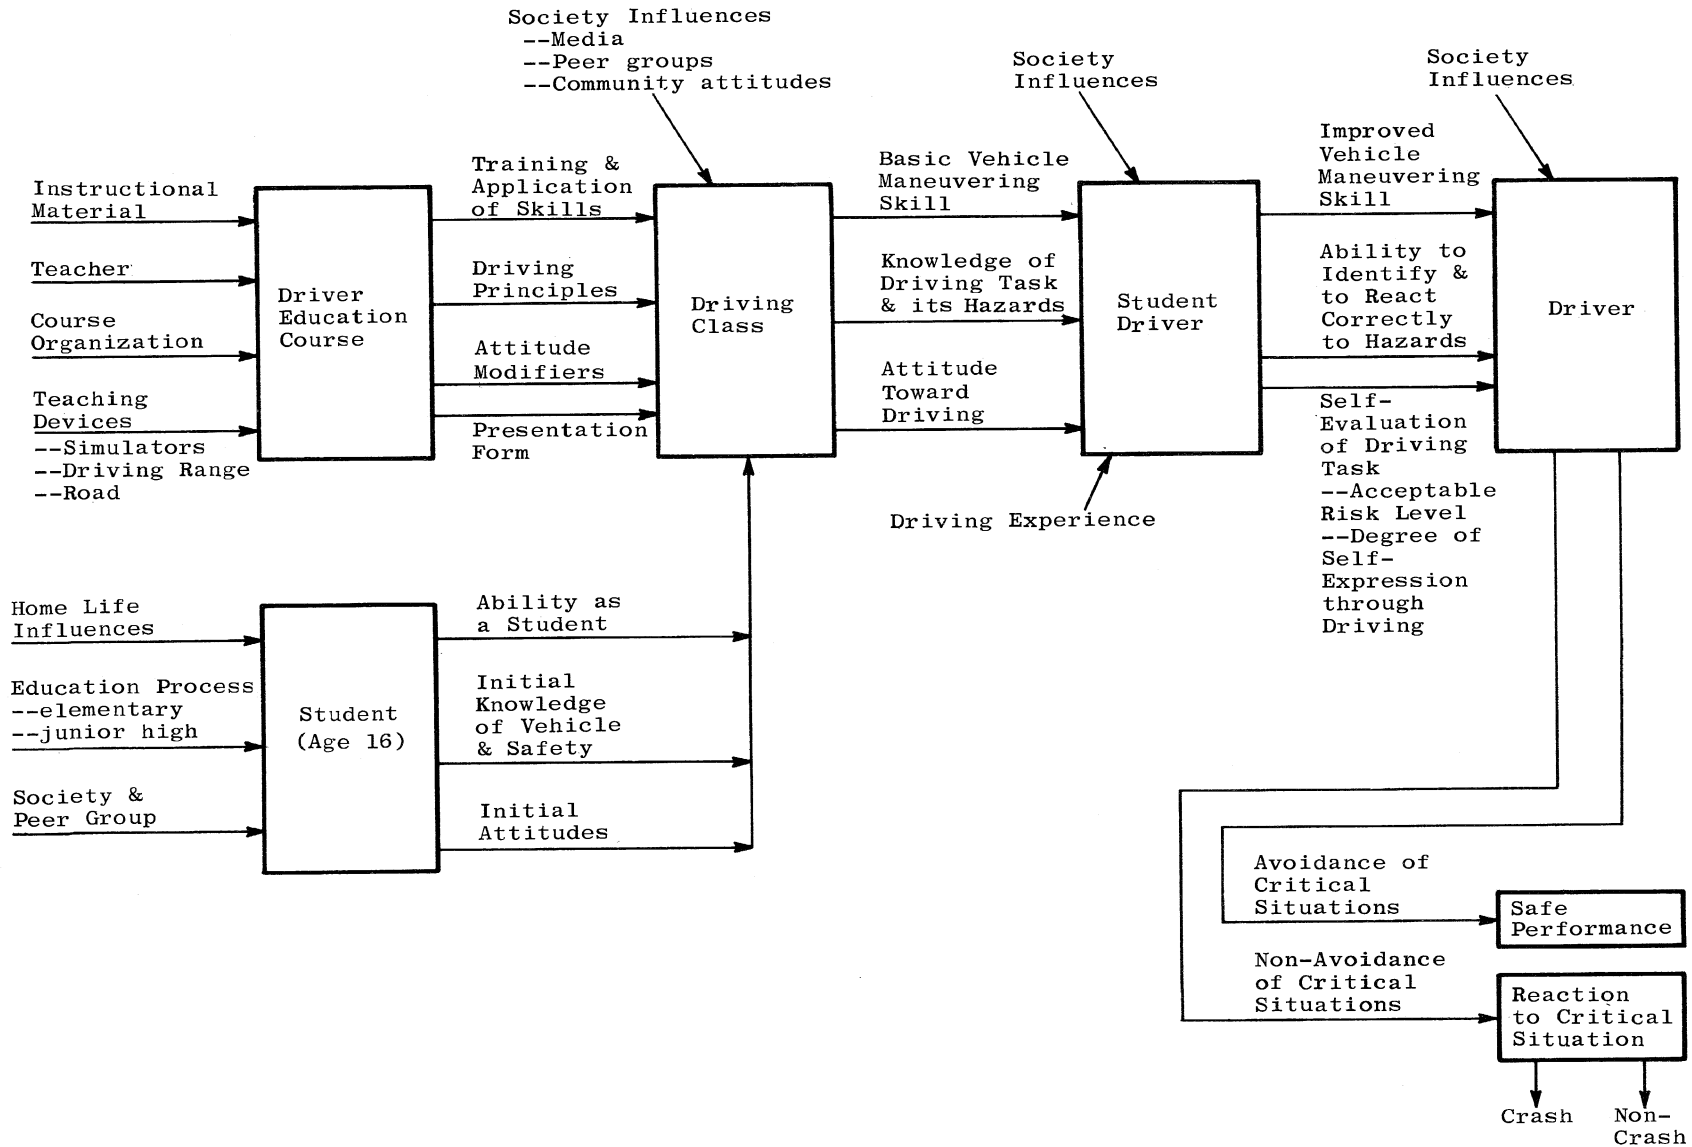 Society Influences
--Media
--Peer groups
--Community attitudes
Society
Influences
Society
Influences
Instructional
Material
Teacher
Course
Organization
Teaching
Devices
--Simulators
--Driving Range
--Road
Driver
Education
Course
Training &
Application
of Skills
Driving
Principles
Attitude
Modifiers
Presentation
Form
Driving
Class
Basic Vehicle
Maneuvering
Skill
Knowledge of
Driving Task
& its Hazards
Attitude
Toward
Driving
Student
Driver
Driving Experience
Improved
Vehicle
Maneuvering
Skill
Ability to
Identify &
to React
Correctly
to Hazards
Self-
Evaluation
of Driving
Task
--Acceptable
Risk Level
--Degree of
Self-
Expression
through
Driving
Driver
Home Life
Influences
Education Process
--elementary
--junior high
Society &
Peer Group
Student
(Age 16)
Ability as
a Student
Initial
Knowledge
of Vehicle
& Safety
Initial
Attitudes
Avoidance of
Critical
Situations
Safe
Performance
Non-Avoidance
of Critical
Situations
Reaction
to Critical
Situation
Crash
Non-
Crash